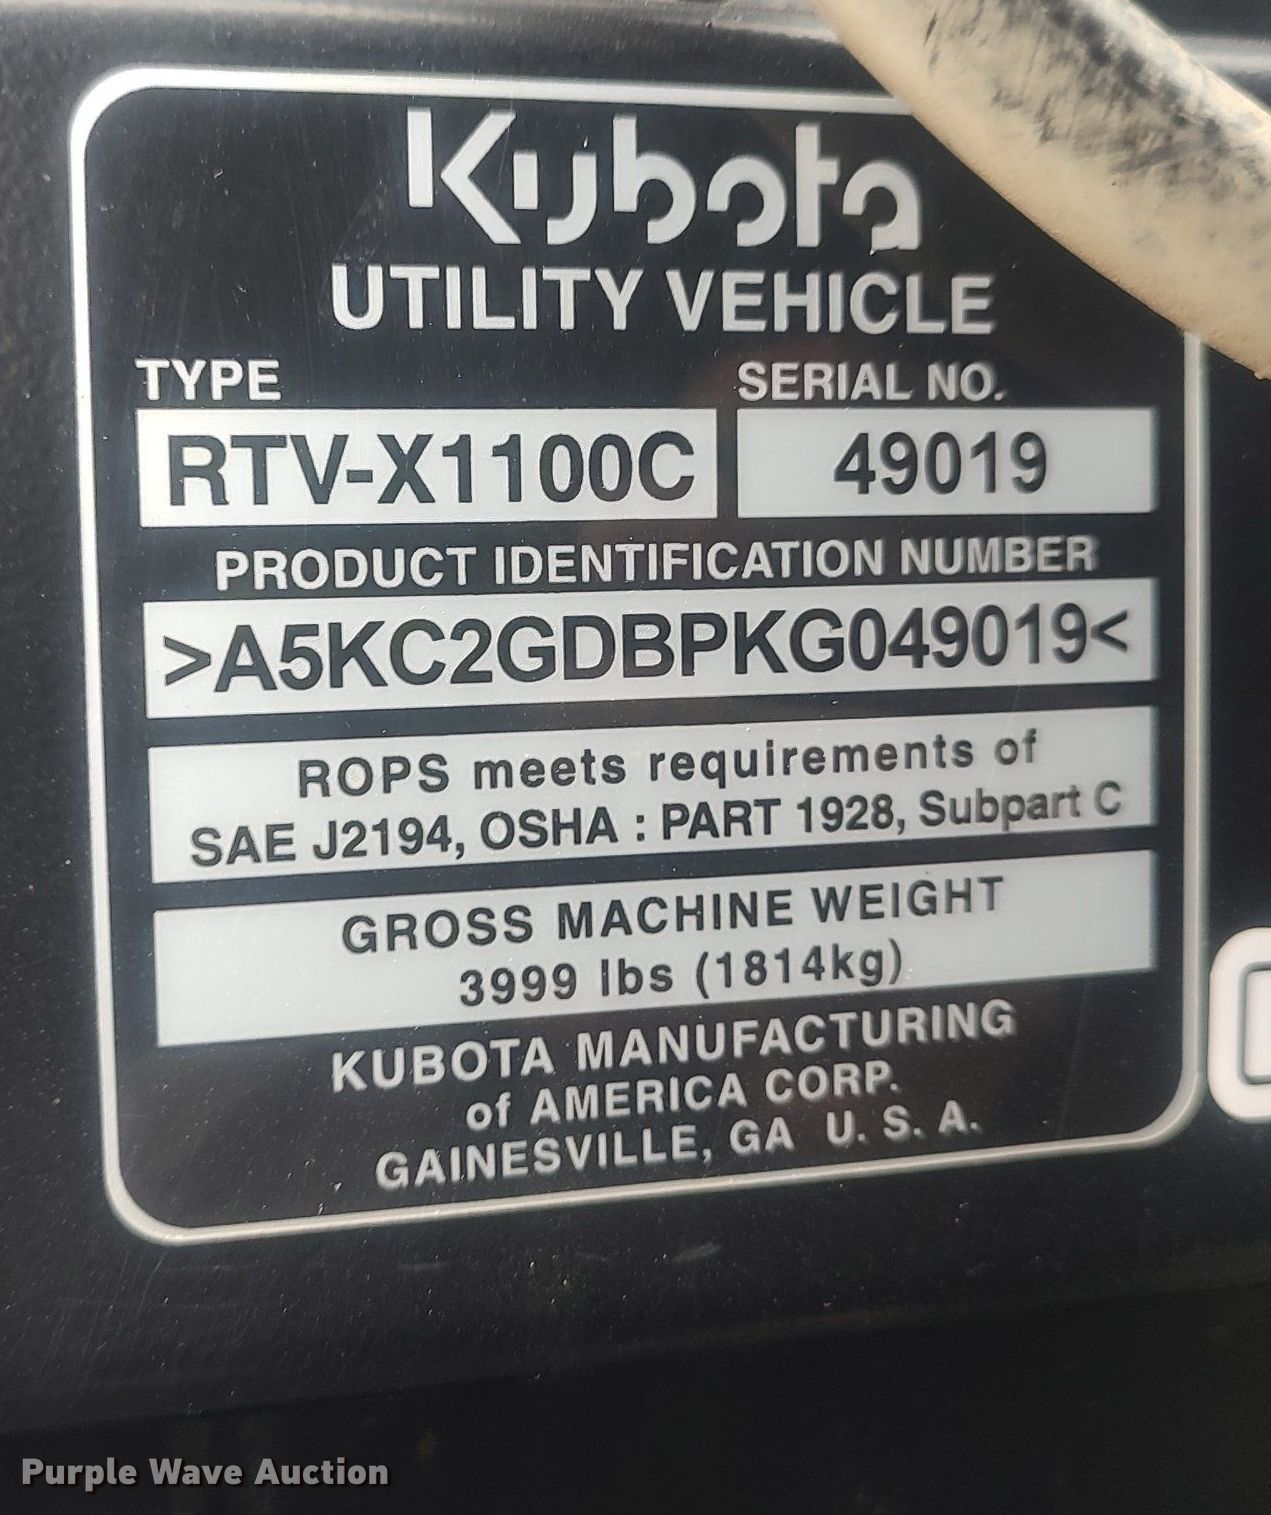 Kubota
UTILITY VEHICLE
TYPE SERIAL NO.
RTV-X1100C 49019
PRODUCT IDENTIFICATION NUMBER
>A5KC2GDBPKG049019<
ROPS meets requirements of
SAE J2194, OSHA : PART 1928, Subpart C
GROSS MACHINE WEIGHT
3999 lbs (1814kg)
KUBOTA MANUFACTURING
of AMERICA CORP.
GAINESVILLE, GA U. S. A.
Purple Wave Auction